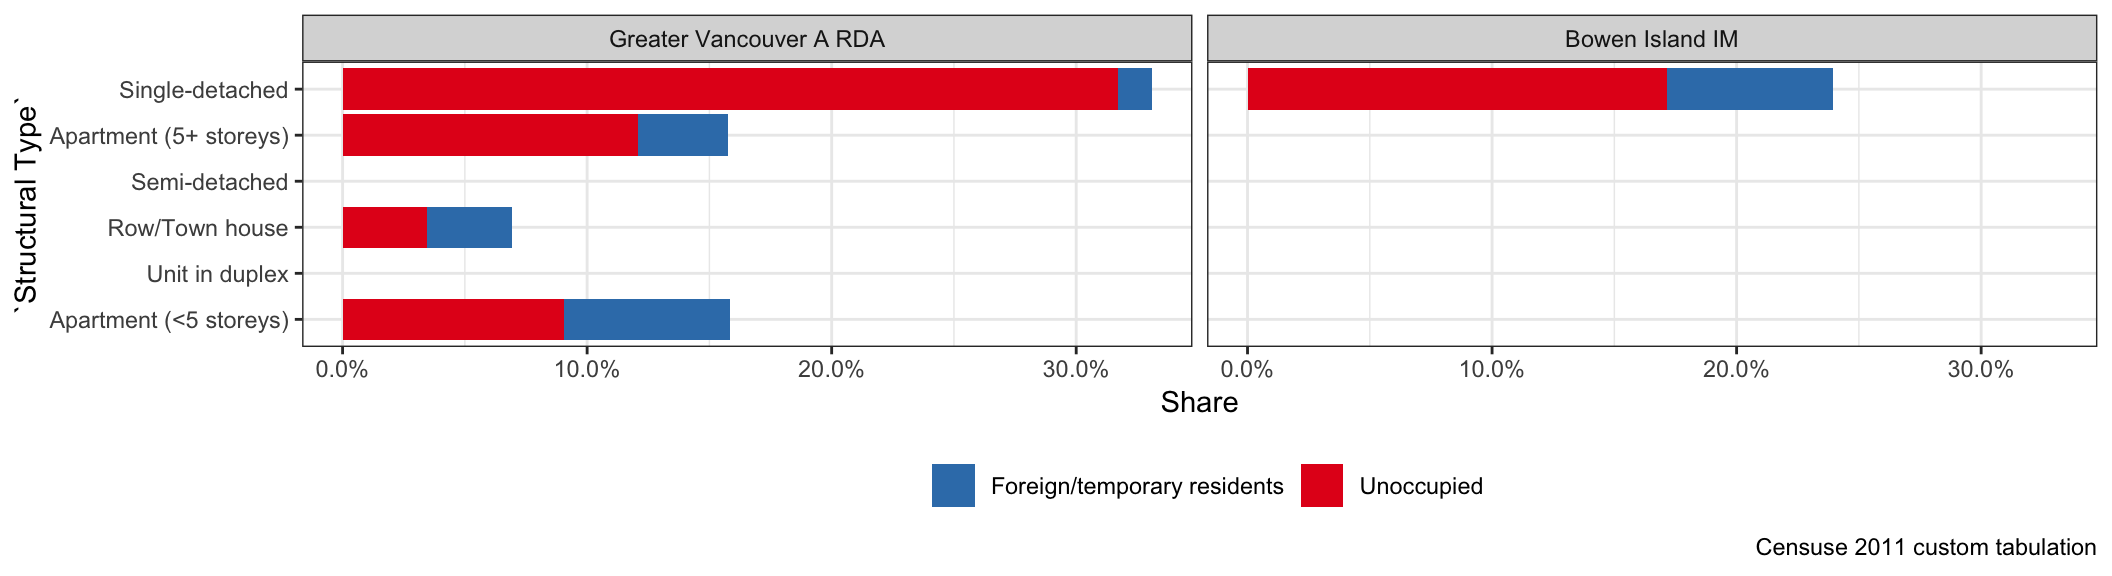 Greater Vancouver A RDA
Bowen Island IM
`Structural Type`
Single-detached
Apartment (5+ storeys)
Semi-detached
Row/Town house
Unit in duplex
Apartment (<5 storeys)
0.0% 10.0% 20.0% 30.0%
0.0% 10.0% 20.0% 30.0%
Share
Foreign/temporary residents
Unoccupied
Censuse 2011 custom tabulation